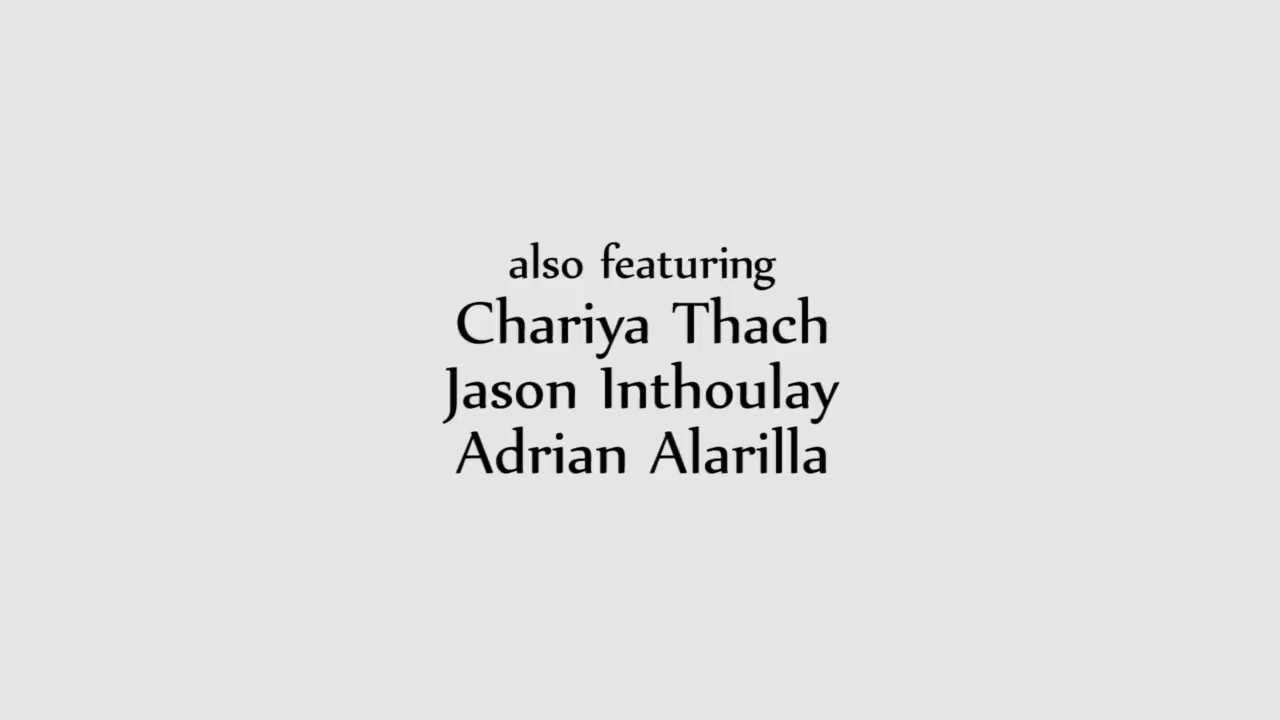 also featuring
Chariya Thach
Jason Inthoulay
Adrian Alarilla